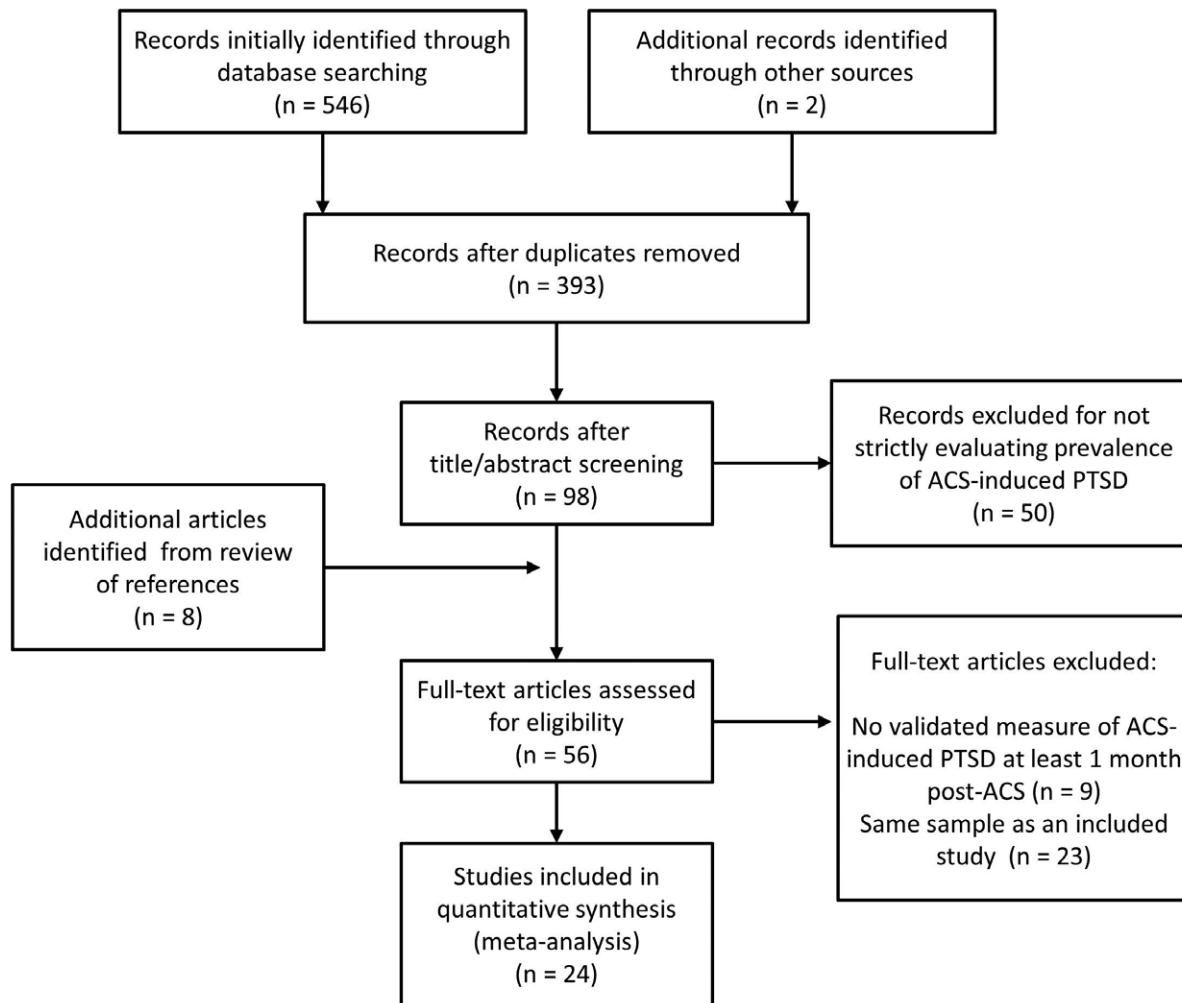 Records initially identified through
database searching
(n = 546)
Additional records identified
through other sources
(n = 2)
Records after duplicates removed
(n = 393)
Records after
title/abstract screening
(n = 98)
Records excluded for not
strictly evaluating prevalence
of ACS-induced PTSD
(n = 50)
Additional articles
identified from review
of references
(n = 8)
Full-text articles assessed
for eligibility
(n = 56)
Full-text articles excluded:
No validated measure of ACS-
induced PTSD at least 1 month
post-ACS (n = 9)
Same sample as an included
study (n = 23)
Studies included in
quantitative synthesis
(meta-analysis)
(n = 24)